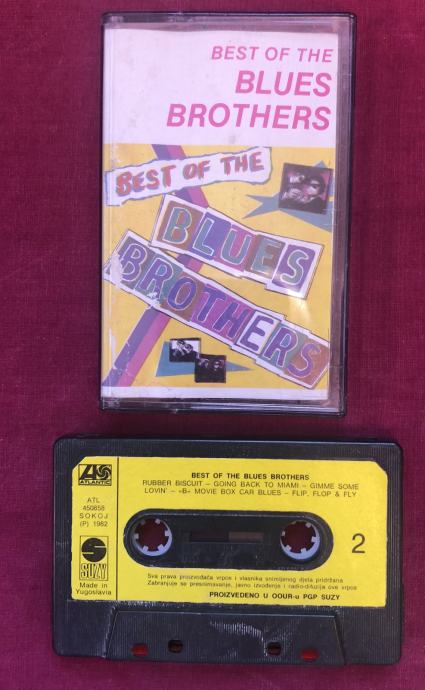 BEST OF THE
BLUES
BROTHERS
BEST OF THE
BLUES
BROTHERS
ATLANTIC
ATL
450858
SOKOJ
(P) 1982
SUZY
Made in
Yugoslavia
BEST OF THE BLUES BROTHERS
RUBBER BISCUIT – GOING BACK TO MIAMI – GIMME SOME
LOVIN' – »B« MOVIE BOX CAR BLUES – FLIP, FLOP & FLY
2
Sva prava proizvođača vrpce i vlasnika snimljenog djela pridržana
Zabranjuje se presnimavanje, javno izvođenje i radio-difuzija ove vrpce
PROIZVEDENO U OOUR-u PGP SUZY